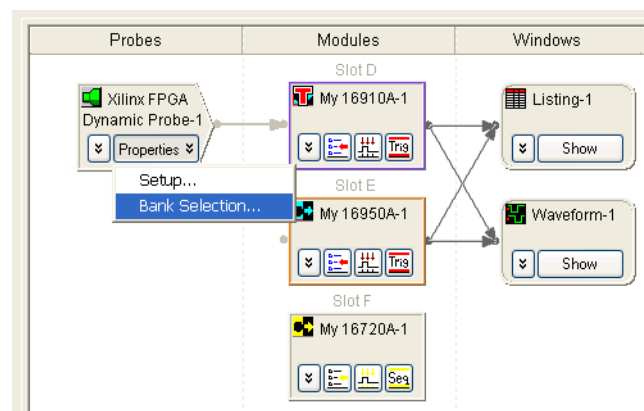 Probes Modules Windows
Slot D
Xilinx FPGA
Dynamic Probe-1
Properties
My 16910A-1
Trig
Listing-1
Show
Setup...
Bank Selection...
Slot E
My 16950A-1
Trig
Waveform-1
Show
Slot F
My 16720A-1
Seq